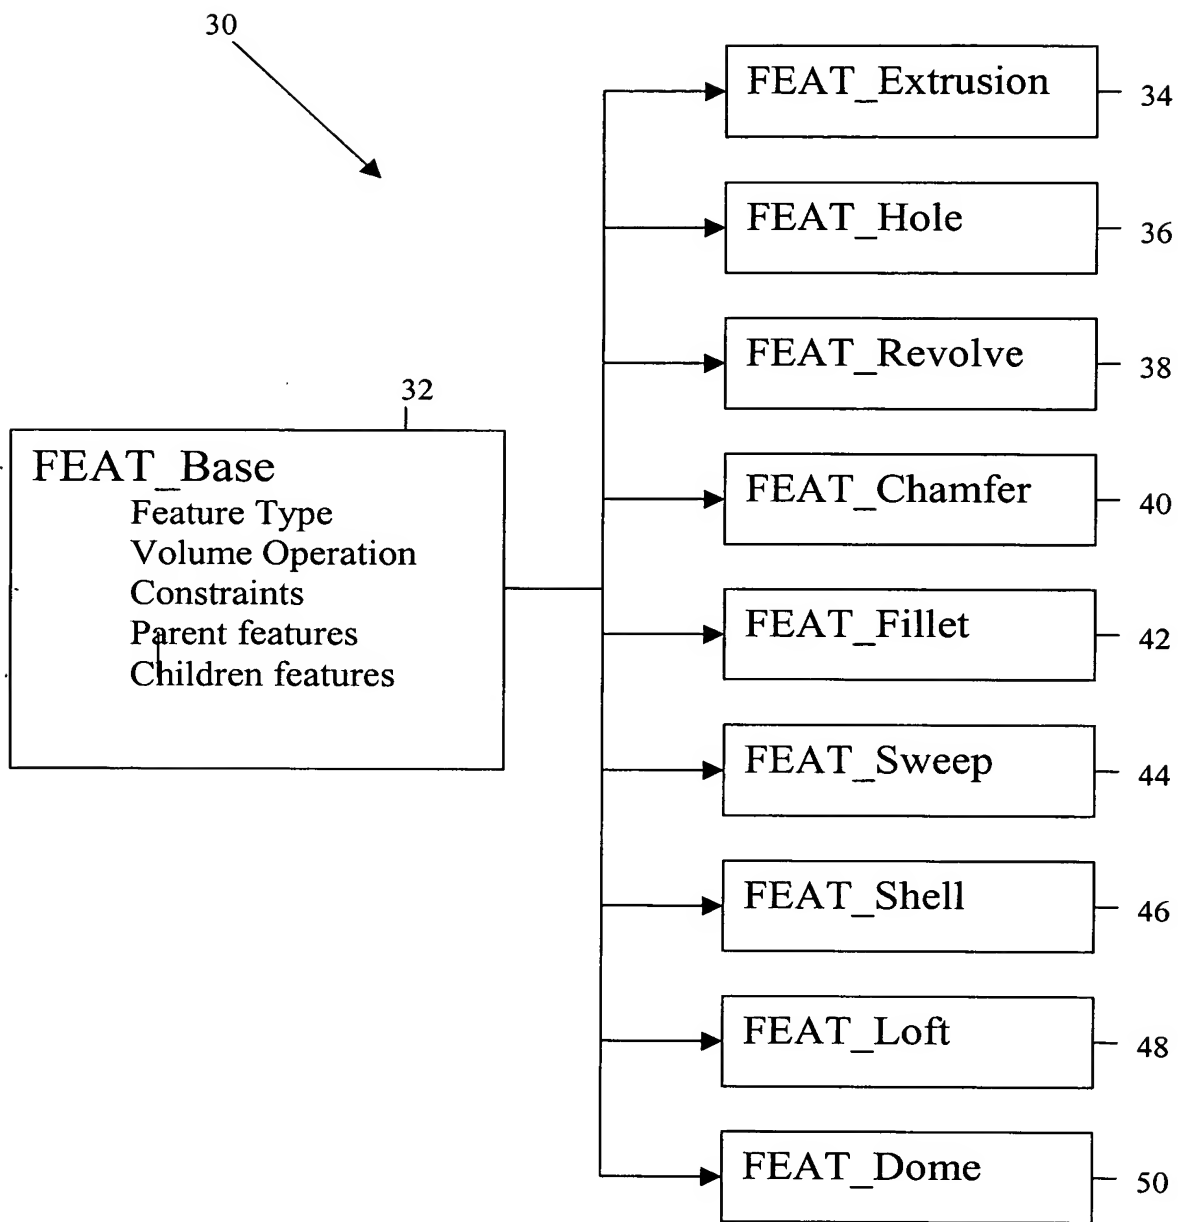 30
32
FEAT_Base
Feature Type
Volume Operation
Constraints
Parent features
Children features
FEAT_Extrusion
34
FEAT_Hole
36
FEAT_Revolve
38
FEAT_Chamfer
40
FEAT_Fillet
42
FEAT_Sweep
44
FEAT_Shell
46
FEAT_Loft
48
FEAT_Dome
50